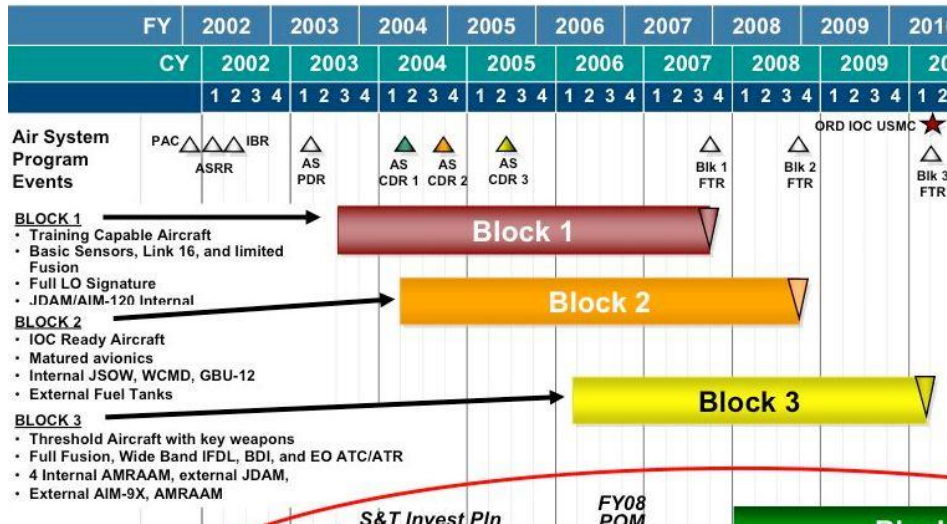 FY 2002 2003 2004 2005 2006 2007 2008 2009
CY 2002 2003 2004 2005 2006 2007 2008 2009
1 2 3 4 1 2 3 4 1 2 3 4 1 2 3 4 1 2 3 4 1 2 3 4 1 2 3 4 1 2 3 4 1 2
Air System
Program
Events
PAC
IBR
ASRR
AS
PDR
AS
CDR 1
AS
CDR 2
AS
CDR 3
Blk 1
FTR
Blk 2
FTR
ORD IOC USMC
Blk 3
FTR
BLOCK 1
• Training Capable Aircraft
• Basic Sensors, Link 16, and limited
Fusion
• Full LO Signature
• JDAM/AIM-120 Internal
Block 1
BLOCK 2
• IOC Ready Aircraft
• Matured avionics
• Internal JSOW, WCMD, GBU-12
• External Fuel Tanks
Block 2
BLOCK 3
• Threshold Aircraft with key weapons
• Full Fusion, Wide Band IFDL, BDI, and EO ATC/ATR
• 4 Internal AMRAAM, external JDAM,
• External AIM-9X, AMRAAM
Block 3
S&T Invest Pln
FY08
POM